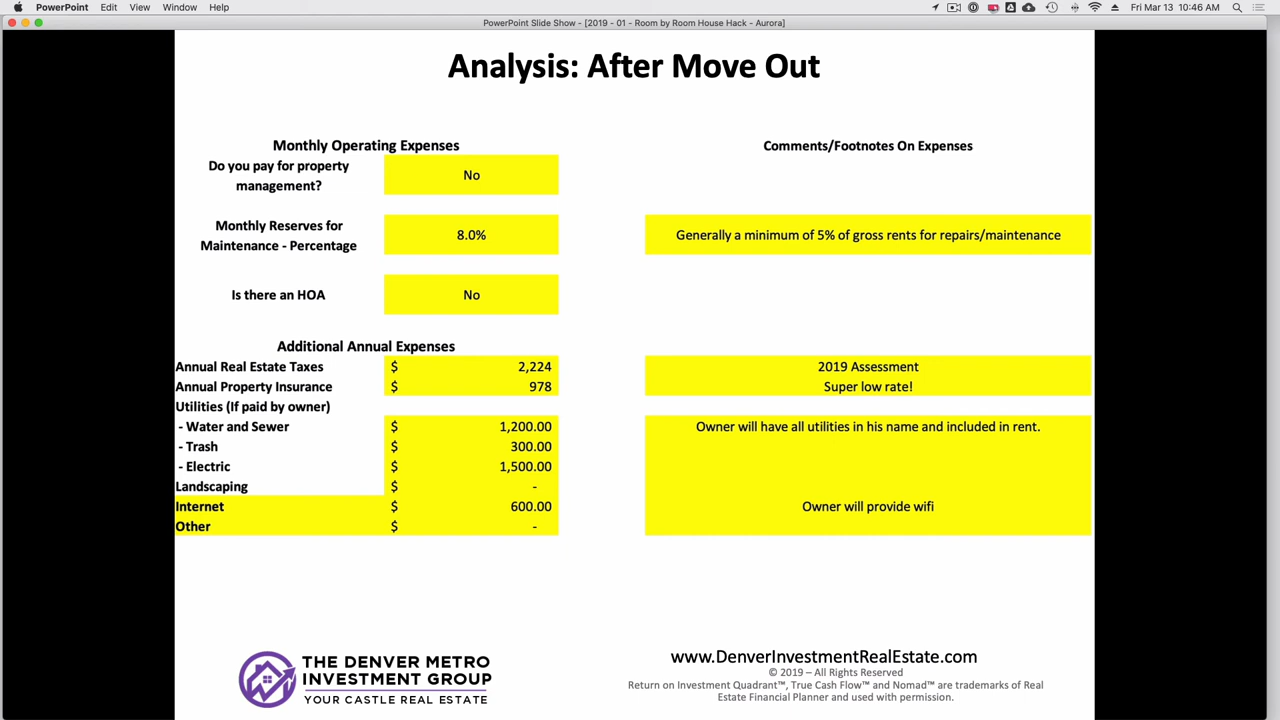 PowerPoint Edit View Window Help Fri Mar 13 10:46 AM
PowerPoint Slide Show - [2019 - 01 - Room by Room House Hack - Aurora]
Analysis: After Move Out
Monthly Operating Expenses
Comments/Footnotes On Expenses
Do you pay for property
management?
No
Monthly Reserves for
Maintenance - Percentage
8.0%
Generally a minimum of 5% of gross rents for repairs/maintenance
Is there an HOA
No
Additional Annual Expenses
Annual Real Estate Taxes $ 2,224 2019 Assessment
Annual Property Insurance $ 978 Super low rate!
Utilities (If paid by owner)
- Water and Sewer $ 1,200.00 Owner will have all utilities in his name and included in rent.
- Trash $ 300.00
- Electric $ 1,500.00
Landscaping $ -
Internet $ 600.00 Owner will provide wifi
Other $ -
THE DENVER METRO
INVESTMENT GROUP
YOUR CASTLE REAL ESTATE
www.DenverInvestmentRealEstate.com
© 2019 – All Rights Reserved
Return on Investment Quadrant™, True Cash Flow™ and Nomad™ are trademarks of Real
Estate Financial Planner and used with permission.